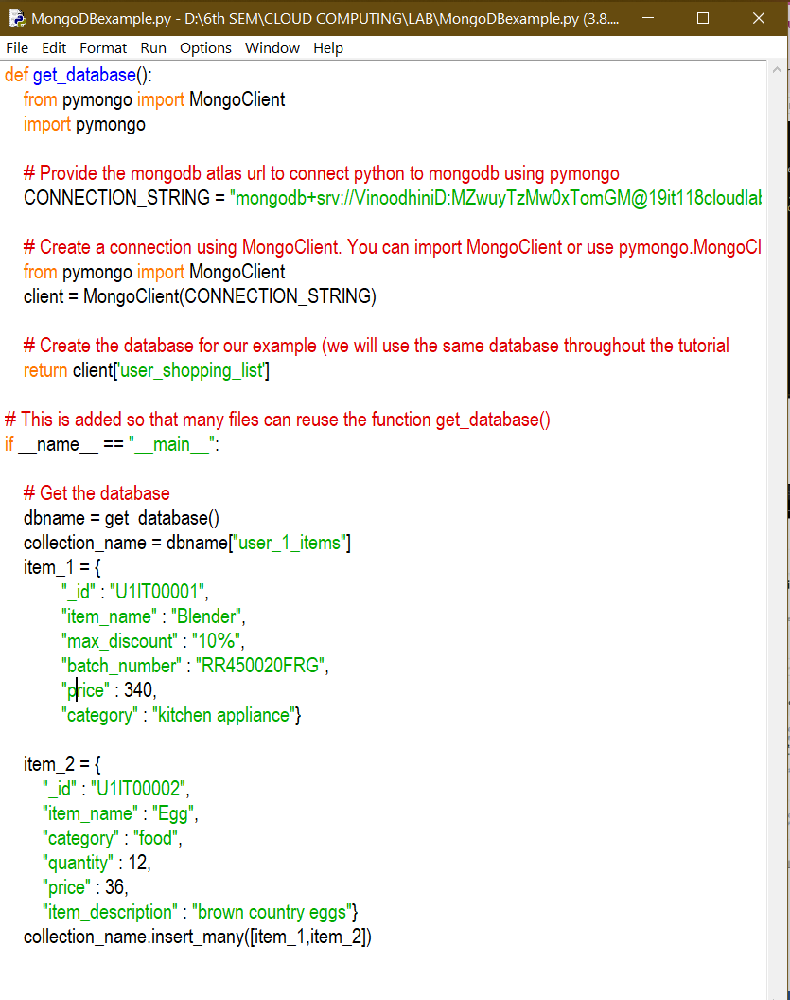 MongoDBexample.py - D:\6th SEM\CLOUD COMPUTING\LAB\MongoDBexample.py (3.8....
File Edit Format Run Options Window Help
def get_database():
    from pymongo import MongoClient
    import pymongo
    # Provide the mongodb atlas url to connect python to mongodb using pymongo
    CONNECTION_STRING = "mongodb+srv://VinoodhiniD:MZwuyTzMw0xTomGM@19it118cloudlab
    # Create a connection using MongoClient. You can import MongoClient or use pymongo.MongoCl
    from pymongo import MongoClient
    client = MongoClient(CONNECTION_STRING)
    # Create the database for our example (we will use the same database throughout the tutorial
    return client['user_shopping_list']
# This is added so that many files can reuse the function get_database()
if __name__ == "__main__":
    # Get the database
    dbname = get_database()
    collection_name = dbname["user_1_items"]
    item_1 = {
        "_id" : "U1IT00001",
        "item_name" : "Blender",
        "max_discount" : "10%",
        "batch_number" : "RR450020FRG",
        "price" : 340,
        "category" : "kitchen appliance"}
    item_2 = {
      "_id" : "U1IT00002",
      "item_name" : "Egg",
      "category" : "food",
      "quantity" : 12,
      "price" : 36,
      "item_description" : "brown country eggs"}
    collection_name.insert_many([item_1,item_2])